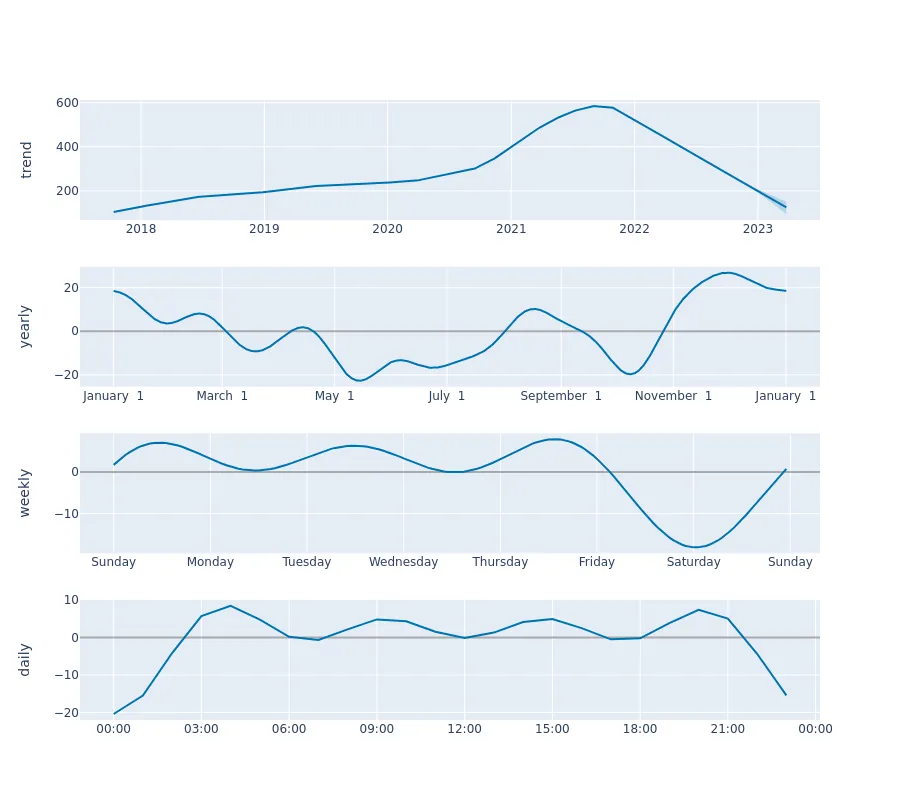 trend
600
400
200
2018 2019 2020 2021 2022 2023
yearly
20
0
−20
January 1 March 1 May 1 July 1 September 1 November 1 January 1
weekly
0
−10
Sunday Monday Tuesday Wednesday Thursday Friday Saturday Sunday
daily
10
0
−10
−20
00:00 03:00 06:00 09:00 12:00 15:00 18:00 21:00 00:00